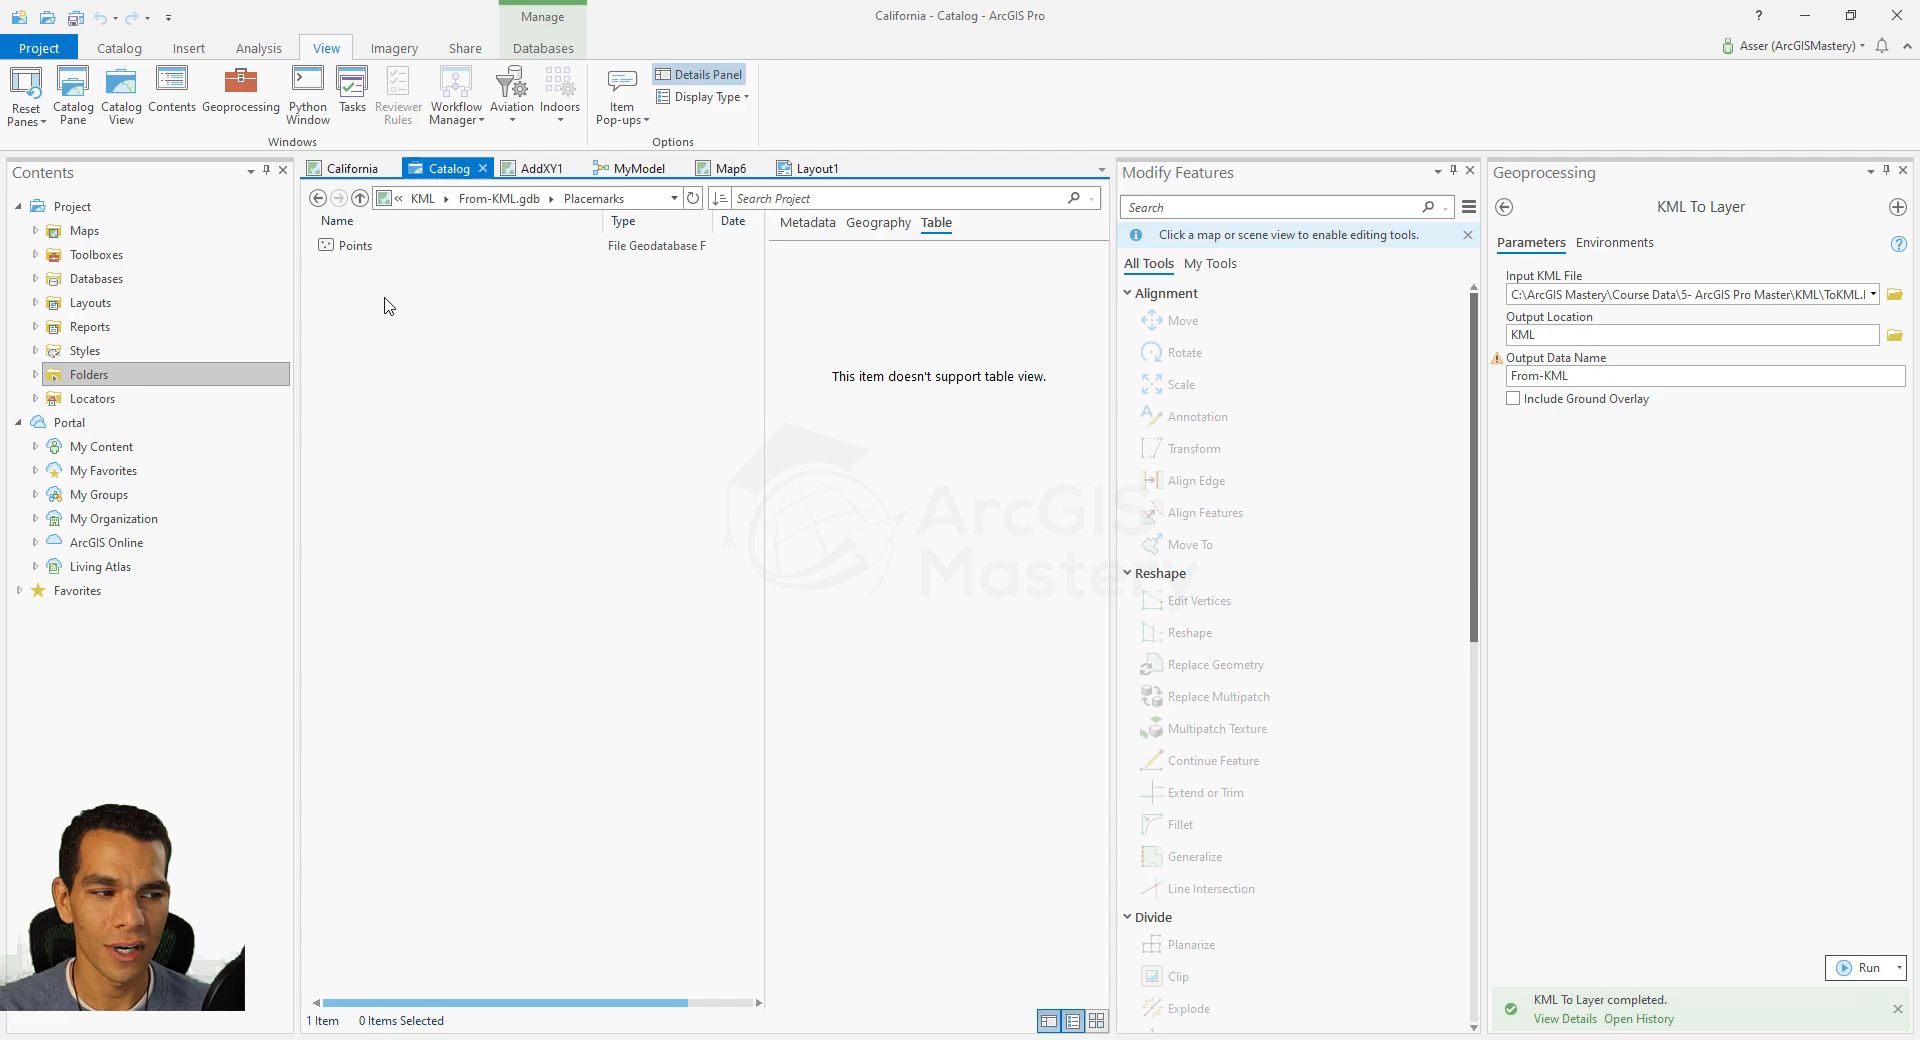 Manage
California - Catalog - ArcGIS Pro
?
Project
Catalog
Insert
Analysis
View
Imagery
Share
Databases
Asser (ArcGISMastery)
Reset
Panes
Catalog
Pane
Catalog
View
Contents
Geoprocessing
Python
Window
Tasks
Reviewer
Rules
Workflow
Manager
Aviation
Indoors
Item
Pop-ups
Details Panel
Display Type
Windows
Options
Contents
California
Catalog
AddXY1
MyModel
Map6
Layout1
Project
Maps
Toolboxes
Databases
Layouts
Reports
Styles
Folders
Locators
Portal
My Content
My Favorites
My Groups
My Organization
ArcGIS Online
Living Atlas
Favorites
« KML From-KML.gdb Placemarks
Search Project
Name Type Date
Points File Geodatabase F
Metadata Geography Table
This item doesn't support table view.
ArcGIS
Mastery
1 Item 0 Items Selected
Modify Features
Search
Click a map or scene view to enable editing tools.
All Tools My Tools
Alignment
Move
Rotate
Scale
Annotation
Transform
Align Edge
Align Features
Move To
Reshape
Edit Vertices
Reshape
Replace Geometry
Replace Multipatch
Multipatch Texture
Continue Feature
Extend or Trim
Fillet
Generalize
Line Intersection
Divide
Planarize
Clip
Explode
Geoprocessing
KML To Layer
Parameters Environments
?
Input KML File
C:\ArcGIS Mastery\Course Data\5- ArcGIS Pro Master\KML\ToKML.l
Output Location
KML
Output Data Name
From-KML
Include Ground Overlay
Run
KML To Layer completed.
View Details Open History